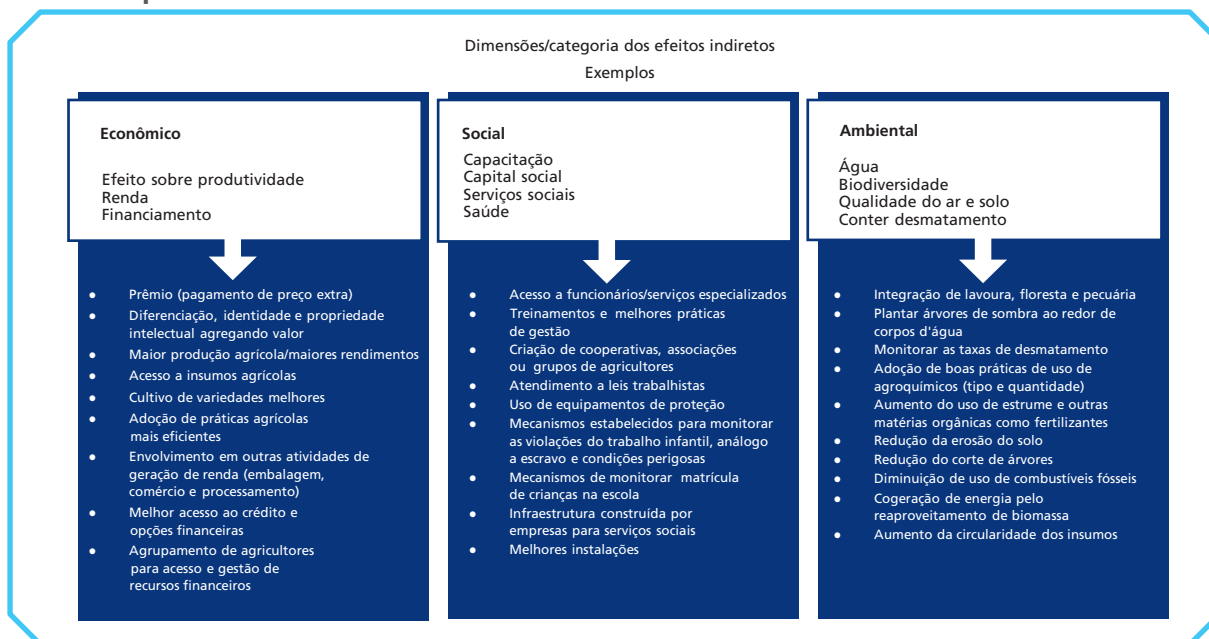 Dimensões/categoria dos efeitos indiretos
Exemplos
Econômico
Efeito sobre produtividade
Renda
Financiamento
● Prêmio (pagamento de preço extra)
● Diferenciação, identidade e propriedade
intelectual agregando valor
● Maior produção agrícola/maiores rendimentos
● Acesso a insumos agrícolas
● Cultivo de variedades melhores
● Adoção de práticas agrícolas
mais eficientes
● Envolvimento em outras atividades de
geração de renda (embalagem,
comércio e processamento)
● Melhor acesso ao crédito e
opções financeiras
● Agrupamento de agricultores
para acesso e gestão de
recursos financeiros
Social
Capacitação
Capital social
Serviços sociais
Saúde
● Acesso a funcionários/serviços especializados
● Treinamentos e melhores práticas
de gestão
● Criação de cooperativas, associações
ou grupos de agricultores
● Atendimento a leis trabalhistas
● Uso de equipamentos de proteção
● Mecanismos estabelecidos para monitorar
as violações do trabalho infantil, análogo
a escravo e condições perigosas
● Mecanismos de monitorar matrícula
de crianças na escola
● Infraestrutura construída por
empresas para serviços sociais
● Melhores instalações
Ambiental
Água
Biodiversidade
Qualidade do ar e solo
Conter desmatamento
● Integração de lavoura, floresta e pecuária
● Plantar árvores de sombra ao redor de
corpos d'água
● Monitorar as taxas de desmatamento
● Adoção de boas práticas de uso de
agroquímicos (tipo e quantidade)
● Aumento do uso de estrume e outras
matérias orgânicas como fertilizantes
● Redução da erosão do solo
● Redução do corte de árvores
● Diminuição de uso de combustíveis fósseis
● Cogeração de energia pelo
reaproveitamento de biomassa
● Aumento da circularidade dos insumos